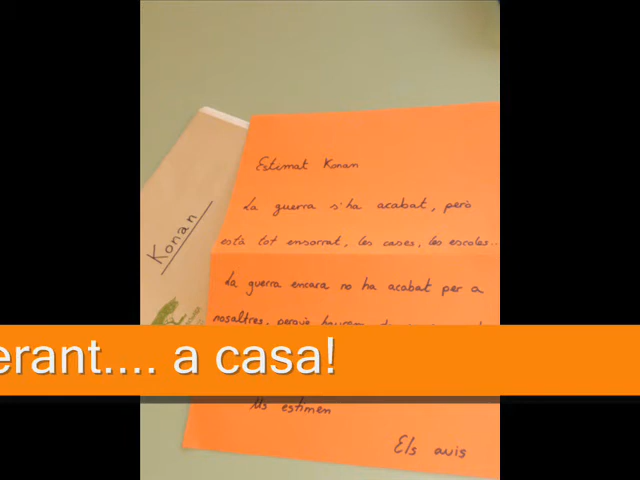 Konan
Estimat Konan
La guerra s'ha acabat, però
està tot ensorrat, les cases, les escoles...
La guerra encara no ha acabat per a
nosaltres, perquè
erant.... a casa!
Us estimen
Els avis